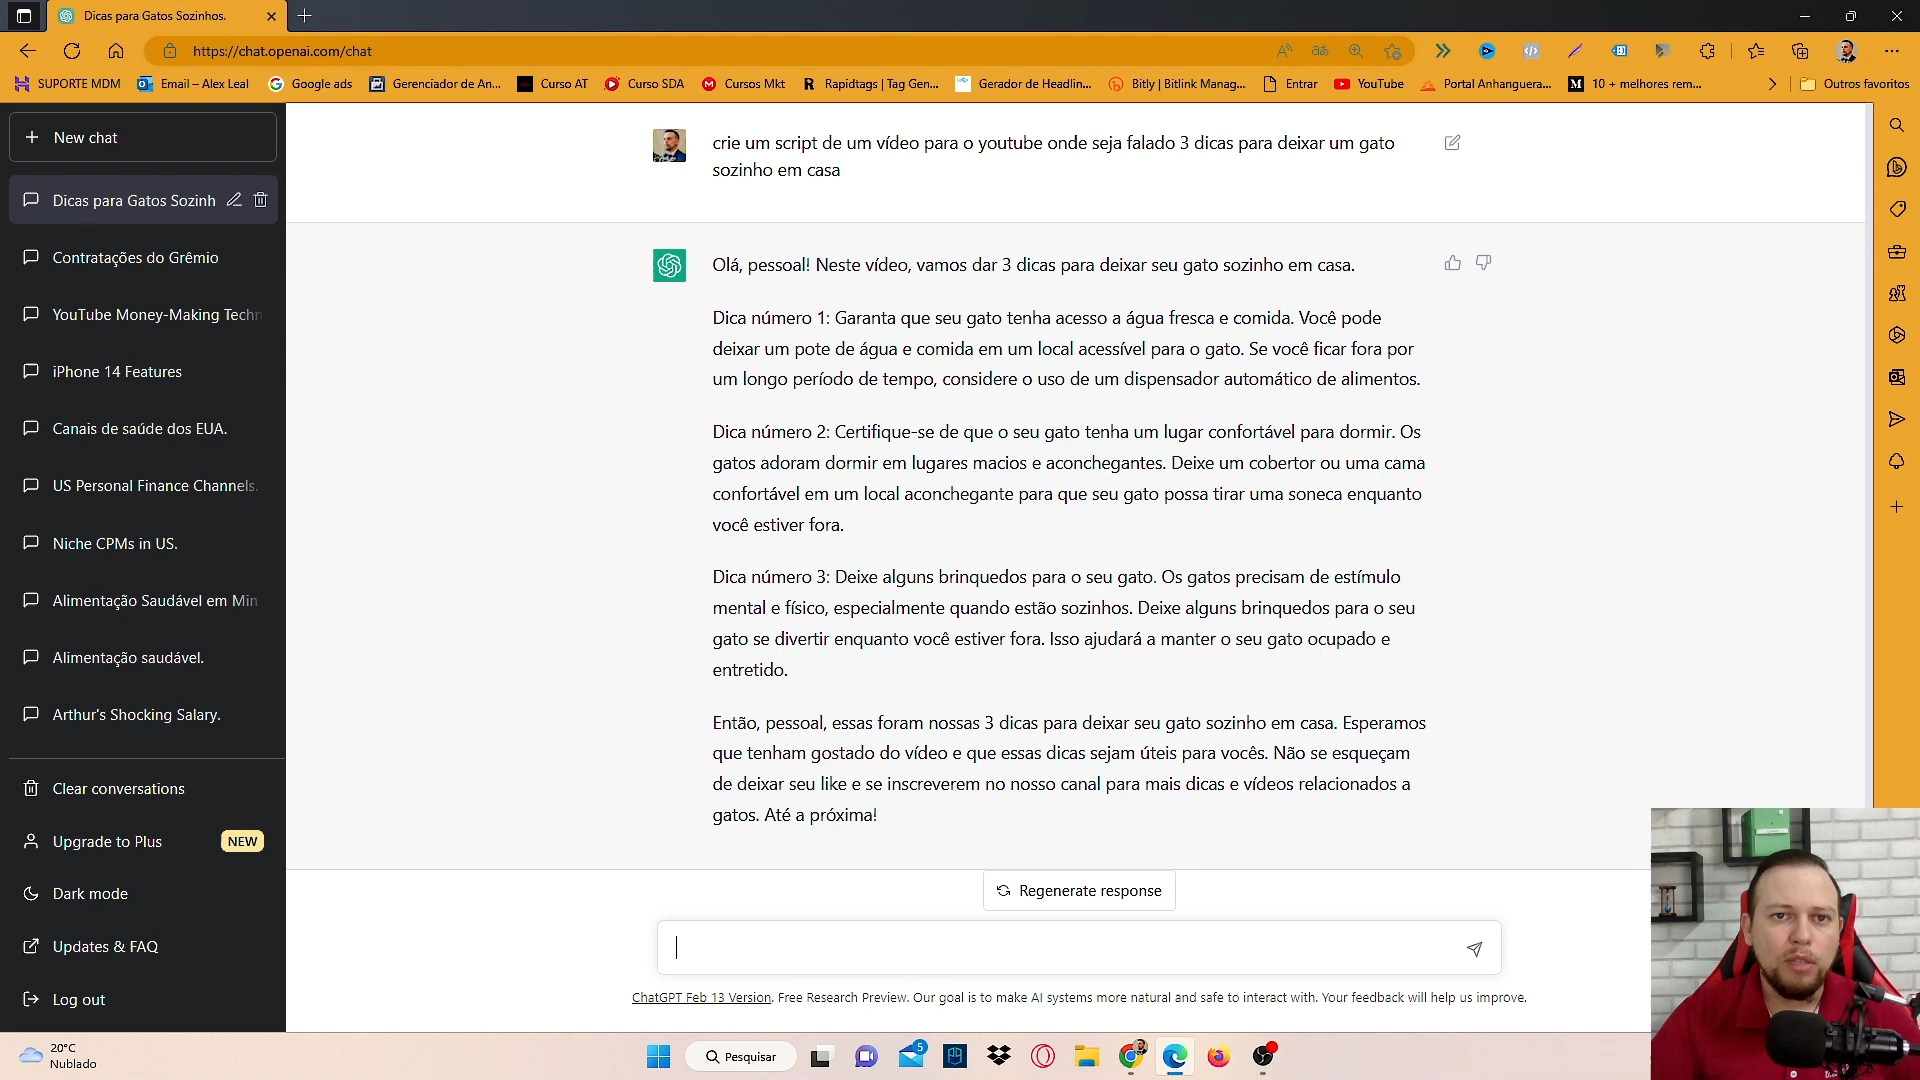 Dicas para Gatos Sozinhos.
https://chat.openai.com/chat
SUPORTE MDM
Email – Alex Leal
Google ads
Gerenciador de An...
Curso AT
Curso SDA
Cursos Mkt
Rapidtags | Tag Gen...
Gerador de Headlin...
Bitly | Bitlink Manag...
Entrar
YouTube
Portal Anhanguera...
10 + melhores rem...
Outros favoritos
New chat
Dicas para Gatos Sozinh
Contratações do Grêmio
YouTube Money-Making Techn
iPhone 14 Features
Canais de saúde dos EUA.
US Personal Finance Channels.
Niche CPMs in US.
Alimentação Saudável em Min
Alimentação saudável.
Arthur's Shocking Salary.
Clear conversations
Upgrade to Plus
NEW
Dark mode
Updates & FAQ
Log out
crie um script de um vídeo para o youtube onde seja falado 3 dicas para deixar um gato
sozinho em casa
Olá, pessoal! Neste vídeo, vamos dar 3 dicas para deixar seu gato sozinho em casa.
Dica número 1: Garanta que seu gato tenha acesso a água fresca e comida. Você pode
deixar um pote de água e comida em um local acessível para o gato. Se você ficar fora por
um longo período de tempo, considere o uso de um dispensador automático de alimentos.
Dica número 2: Certifique-se de que o seu gato tenha um lugar confortável para dormir. Os
gatos adoram dormir em lugares macios e aconchegantes. Deixe um cobertor ou uma cama
confortável em um local aconchegante para que seu gato possa tirar uma soneca enquanto
você estiver fora.
Dica número 3: Deixe alguns brinquedos para o seu gato. Os gatos precisam de estímulo
mental e físico, especialmente quando estão sozinhos. Deixe alguns brinquedos para o seu
gato se divertir enquanto você estiver fora. Isso ajudará a manter o seu gato ocupado e
entretido.
Então, pessoal, essas foram nossas 3 dicas para deixar seu gato sozinho em casa. Esperamos
que tenham gostado do vídeo e que essas dicas sejam úteis para vocês. Não se esqueçam
de deixar seu like e se inscreverem no nosso canal para mais dicas e vídeos relacionados a
gatos. Até a próxima!
Regenerate response
ChatGPT Feb 13 Version. Free Research Preview. Our goal is to make AI systems more natural and safe to interact with. Your feedback will help us improve.
20°C
Nublado
Pesquisar
5